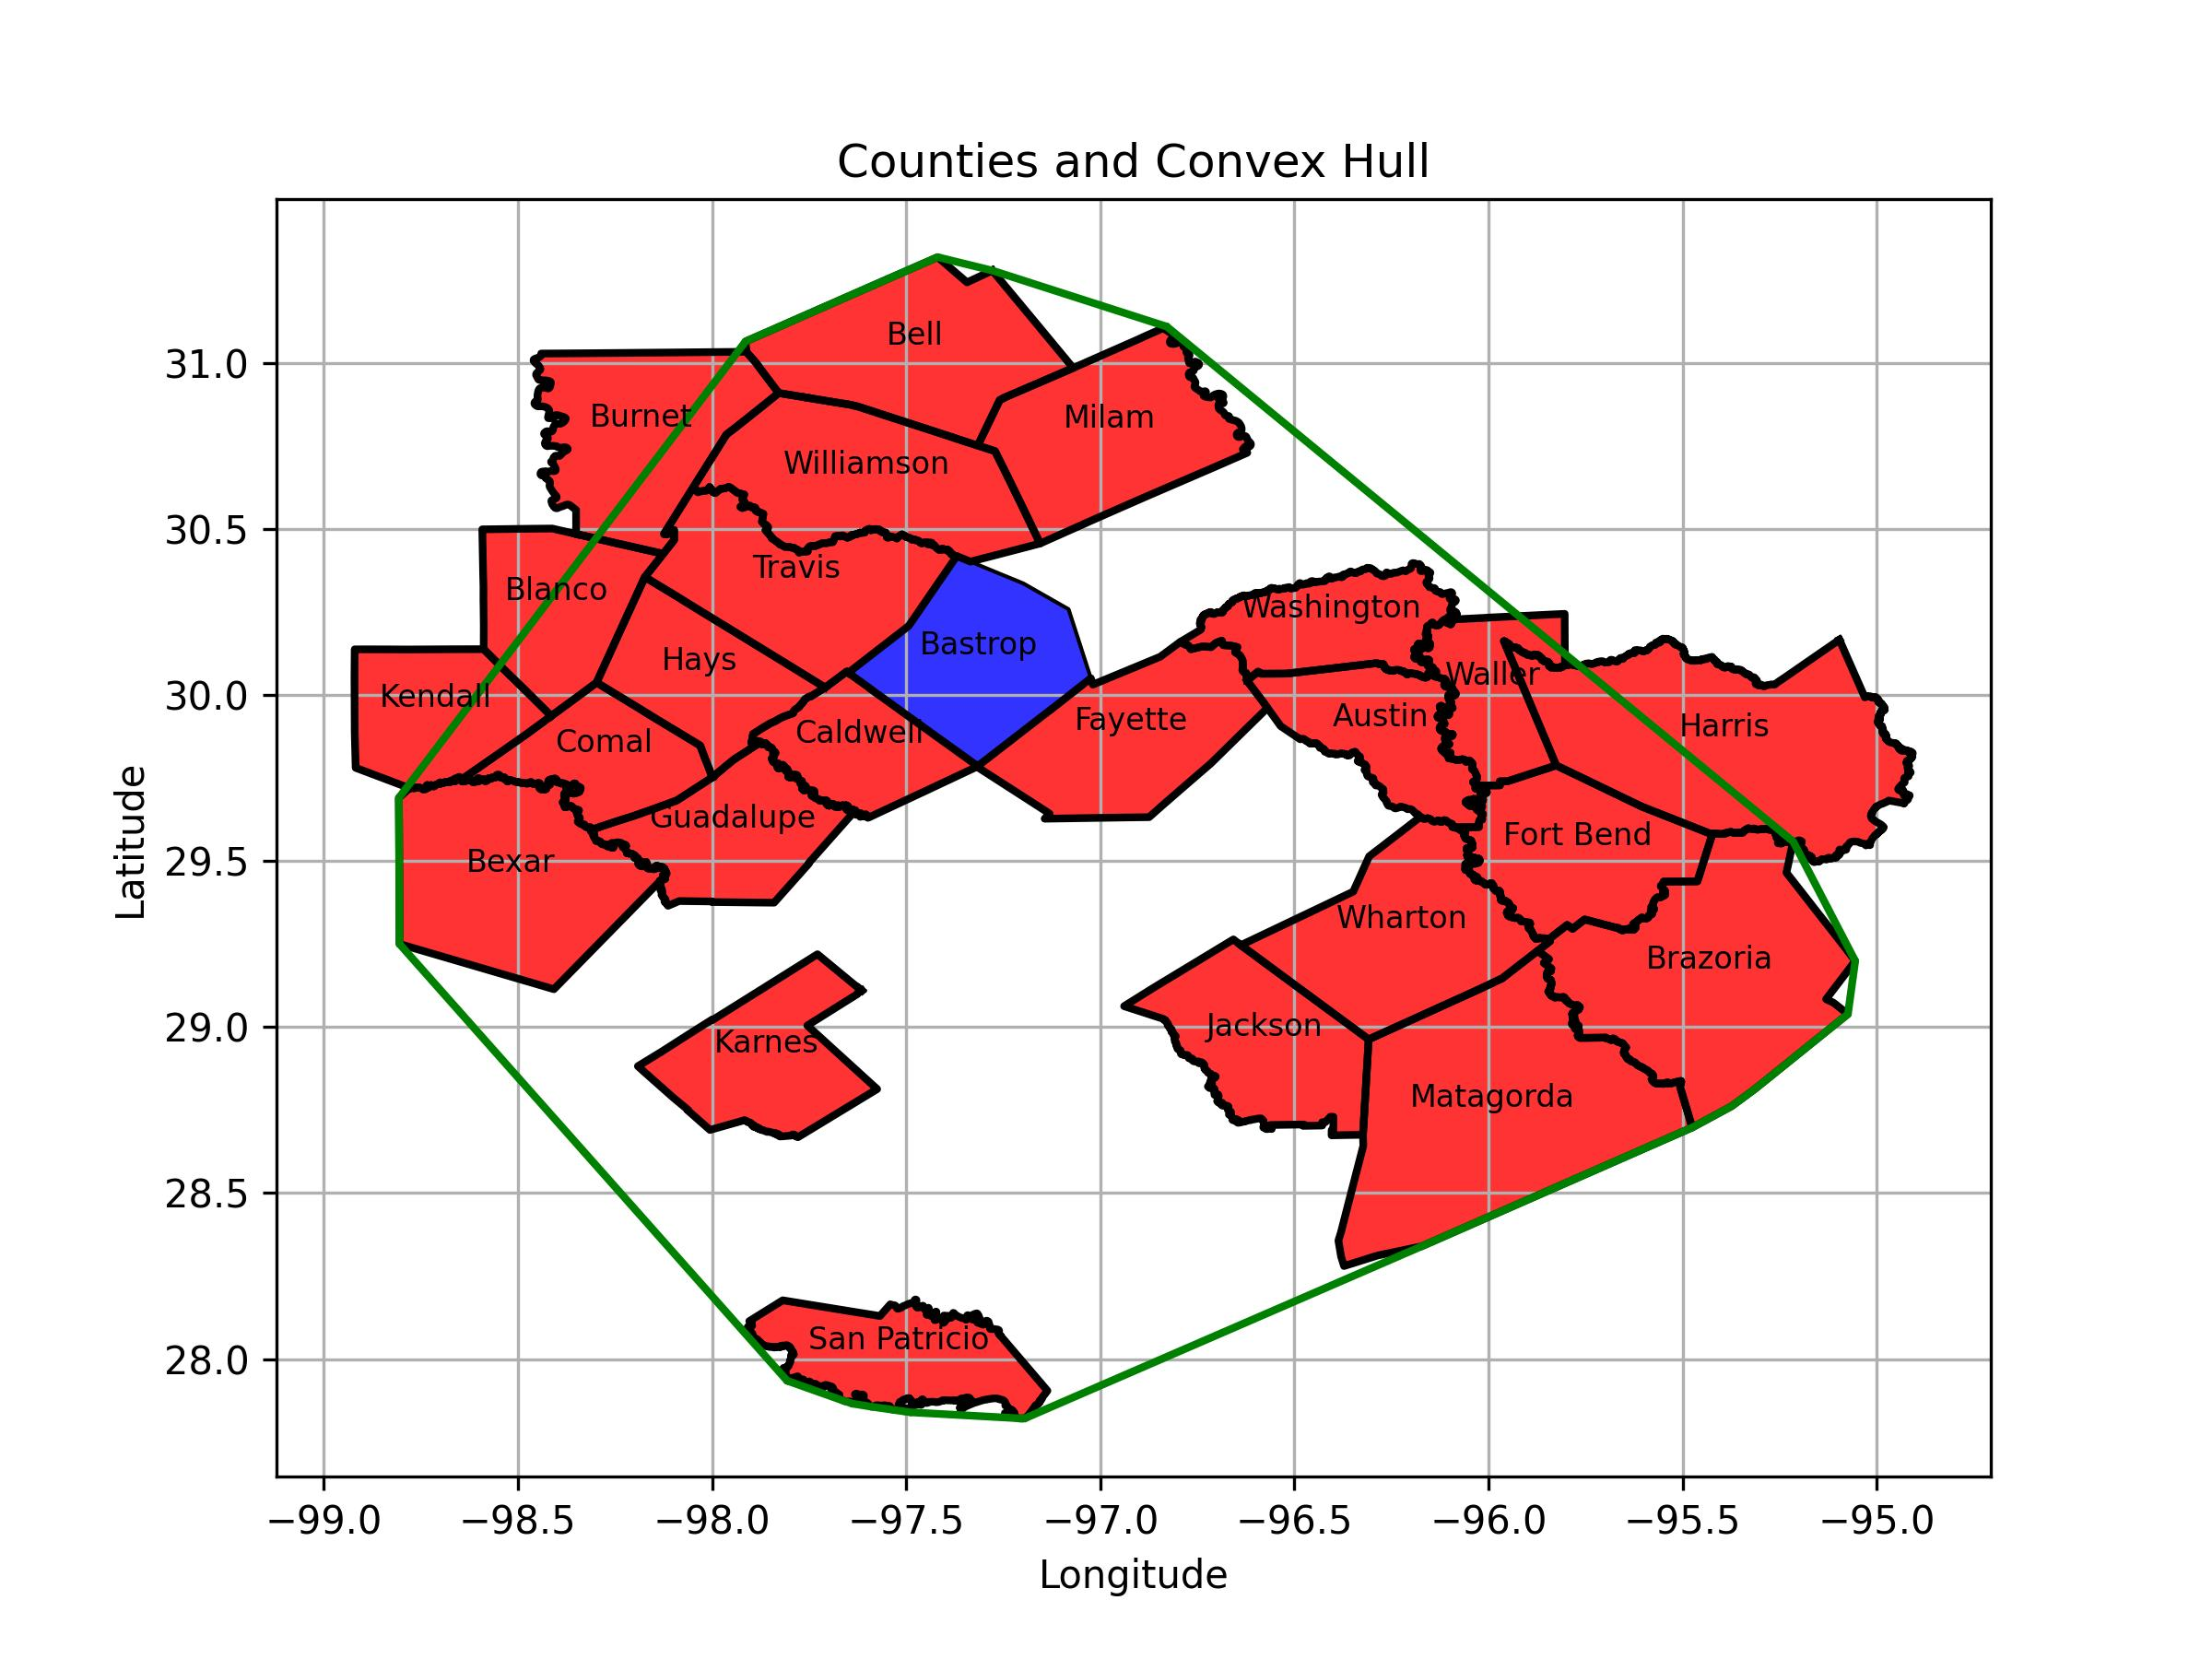 Counties and Convex Hull
Bell
Burnet
Milam
Williamson
Travis
Blanco
Washington
Bastrop
Hays
Waller
Kendall
Fayette
Austin
Harris
Caldwell
Comal
Guadalupe
Fort Bend
Bexar
Wharton
Brazoria
Karnes
Jackson
Matagorda
San Patricio
31.0
30.5
30.0
29.5
29.0
28.5
28.0
Latitude
−99.0 −98.5 −98.0 −97.5 −97.0 −96.5 −96.0 −95.5 −95.0
Longitude